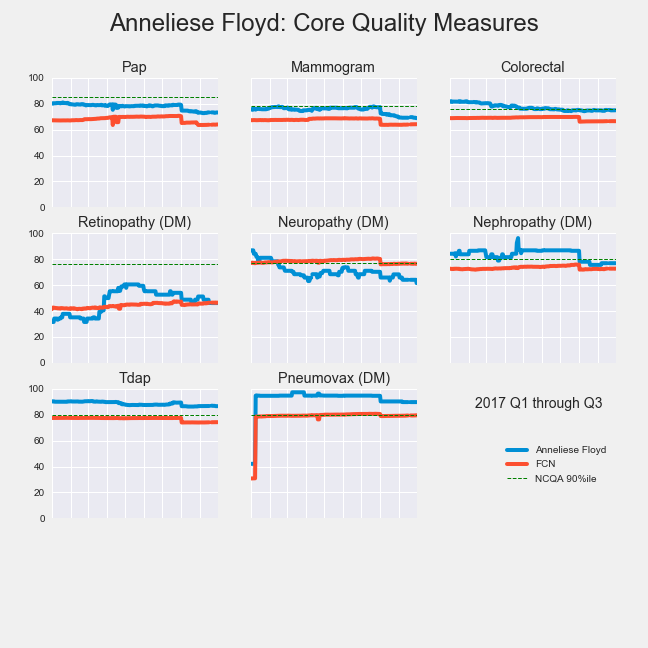 Anneliese Floyd: Core Quality Measures
Pap
Mammogram
Colorectal
100
80
60
40
20
0
Retinopathy (DM)
Neuropathy (DM)
Nephropathy (DM)
100
80
60
40
20
0
Tdap
Pneumovax (DM)
100
80
60
40
20
0
2017 Q1 through Q3
Anneliese Floyd
FCN
NCQA 90%ile